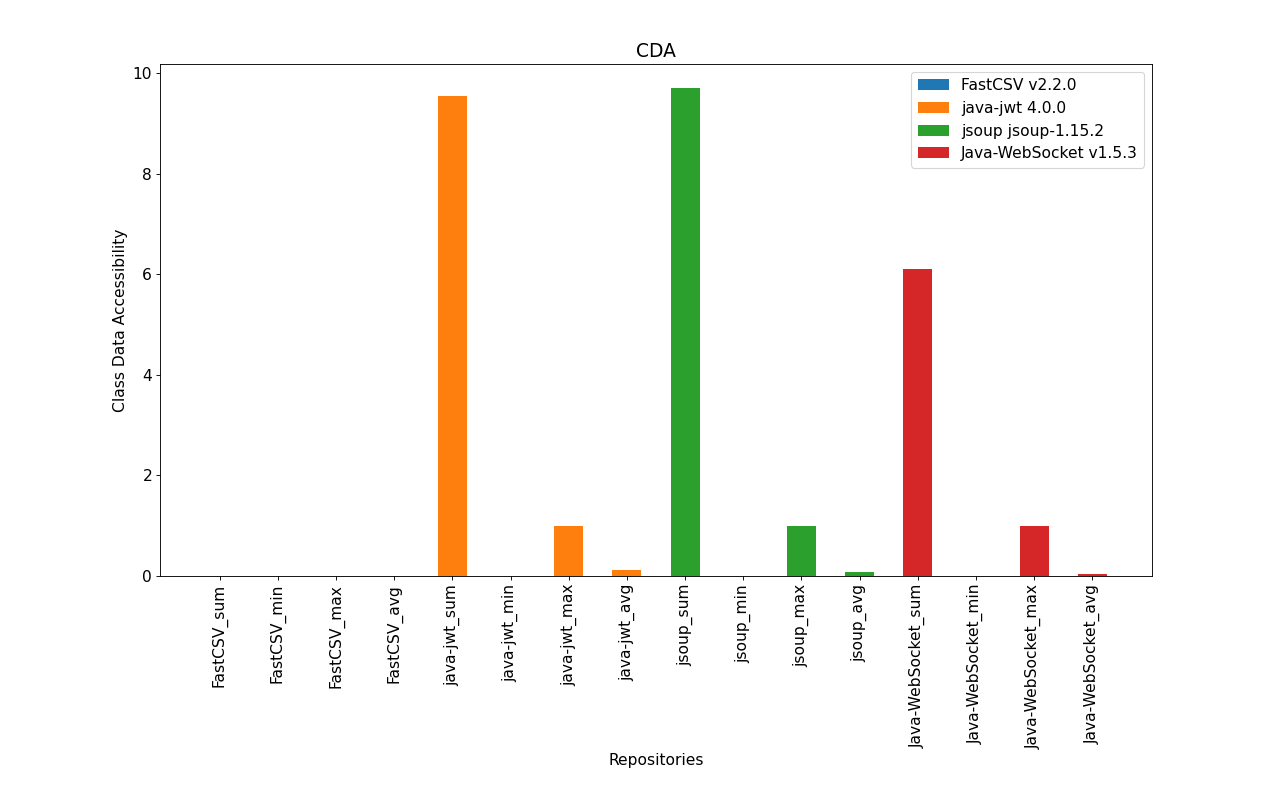 CDA
FastCSV v2.2.0
java-jwt 4.0.0
jsoup jsoup-1.15.2
Java-WebSocket v1.5.3
Class Data Accessibility
10
8
6
4
2
0
FastCSV_sum
FastCSV_min
FastCSV_max
FastCSV_avg
java-jwt_sum
java-jwt_min
java-jwt_max
java-jwt_avg
jsoup_sum
jsoup_min
jsoup_max
jsoup_avg
Java-WebSocket_sum
Java-WebSocket_min
Java-WebSocket_max
Java-WebSocket_avg
Repositories